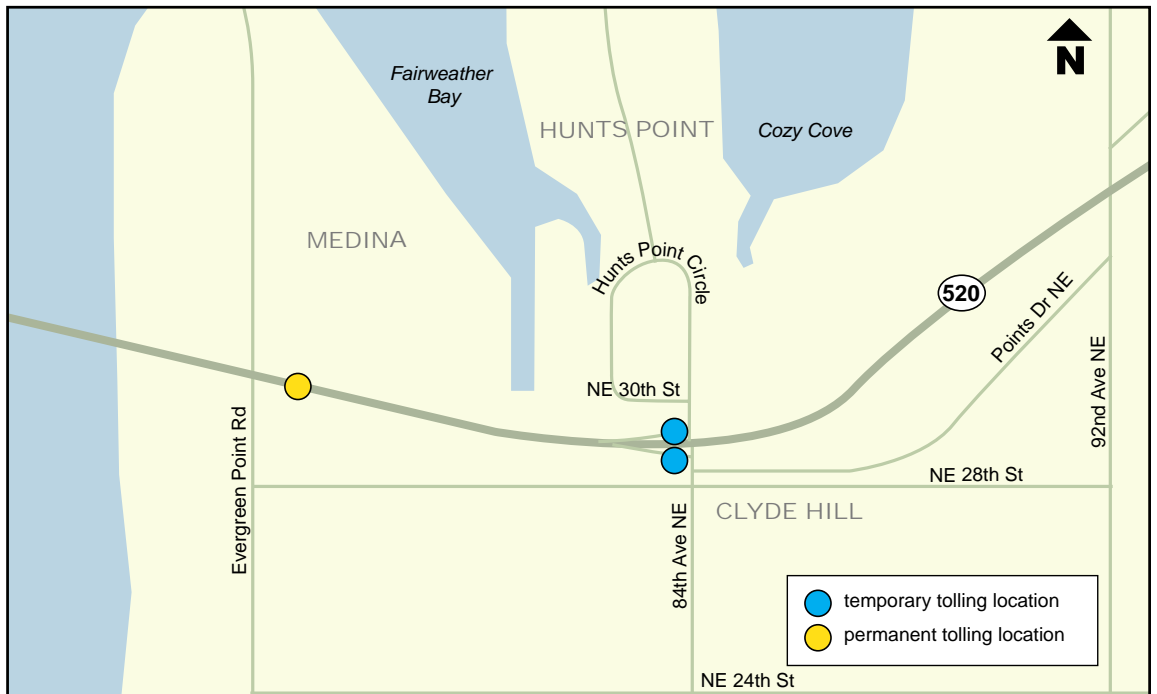 Fairweather
Bay
N
HUNTS POINT
Cozy Cove
MEDINA
Hunts Point Circle
520
Points Dr NE
92nd Ave NE
NE 30th St
NE 28th St
Evergreen Point Rd
84th Ave NE
CLYDE HILL
temporary tolling location
permanent tolling location
NE 24th St